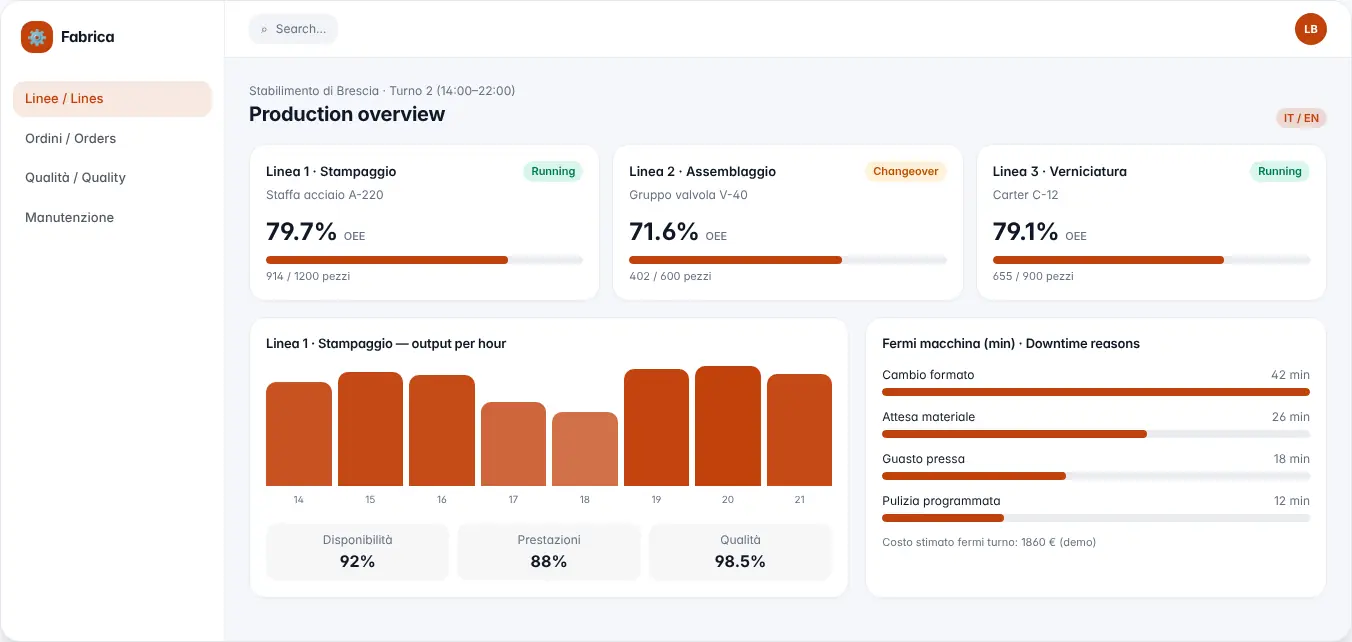 Fabrica
Search...
LB
Linee / Lines
Ordini / Orders
Qualità / Quality
Manutenzione
Stabilimento di Brescia · Turno 2 (14:00–22:00)
Production overview
IT / EN
Linea 1 · Stampaggio
Running
Staffa acciaio A-220
79.7% OEE
914 / 1200 pezzi
Linea 2 · Assemblaggio
Changeover
Gruppo valvola V-40
71.6% OEE
402 / 600 pezzi
Linea 3 · Verniciatura
Running
Carter C-12
79.1% OEE
655 / 900 pezzi
Linea 1 · Stampaggio — output per hour
14 15 16 17 18 19 20 21
Disponibilità
92%
Prestazioni
88%
Qualità
98.5%
Fermi macchina (min) · Downtime reasons
Cambio formato 42 min
Attesa materiale 26 min
Guasto pressa 18 min
Pulizia programmata 12 min
Costo stimato fermi turno: 1860 € (demo)